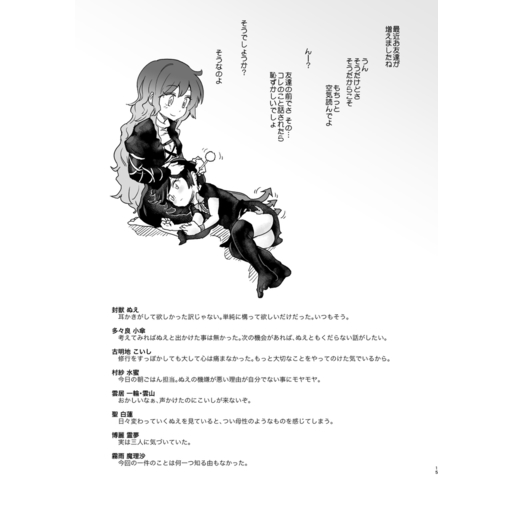 最近お友達が
増えましたね
うん
そうだけどさ
そうだからこそ
もちっと
空気読んでよ
んー？
友達の前でさ その…
コレのこと話されたら
恥ずかしいでしょ
そうでしょうか？
そうなのよ
封獣 ぬえ
耳かきがして欲しかった訳じゃない。単純に構って欲しいだけだった。いつもそう。
多々良 小傘
考えてみればぬえと出かけた事は無かった。次の機会があれば、ぬえともくだらない話がしたい。
古明地 こいし
修行をすっぽかしても大して心は痛まなかった。もっと大切なことをやってのけた気でいるから。
村紗 水蜜
今日の朝ごはん担当。ぬえの機嫌が悪い理由が自分でない事にモヤモヤ。
雲居 一輪・雲山
おかしいなぁ、声かけたのにこいしが来ないぞ。
聖 白蓮
日々変わっていくぬえを見ていると、つい母性のようなものを感じてしまう。
博麗 霊夢
実は三人に気づいていた。
霧雨 魔理沙
今回の一件のことは何一つ知る由もなかった。
15